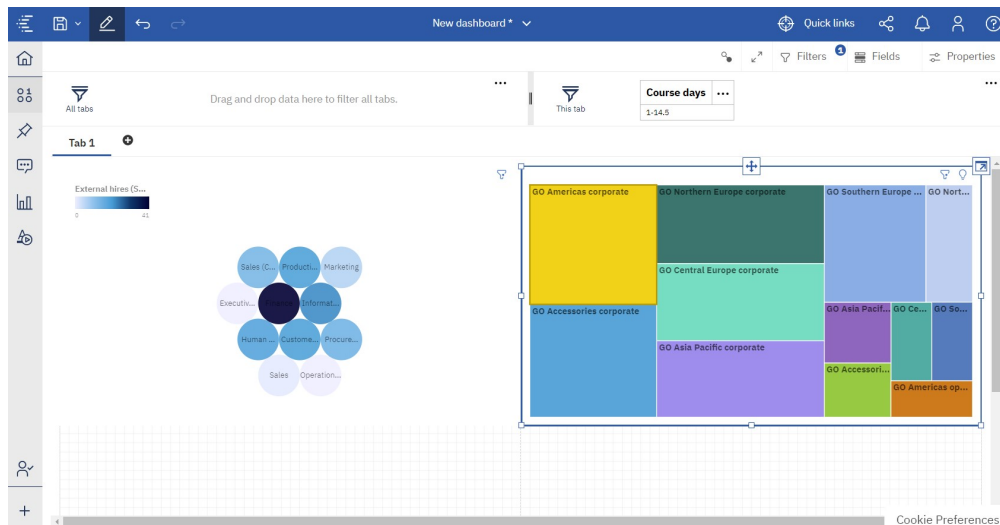 New dashboard *
Quick links
Filters
1
Fields
Properties
All tabs
Drag and drop data here to filter all tabs.
This tab
Course days
1-14.5
Tab 1
External hires (S...
0
41
Sales (C...
Producti...
Marketing
Executiv...
Informat...
Human ...
Custome...
Procure...
Sales
Operation...
GO Americas corporate
GO Northern Europe corporate
GO Southern Europe ...
GO Nort...
GO Central Europe corporate
GO Accessories corporate
GO Asia Pacif...
GO Ce...
GO So...
GO Asia Pacific corporate
GO Accessori...
GO Americas op...
Cookie Preferences